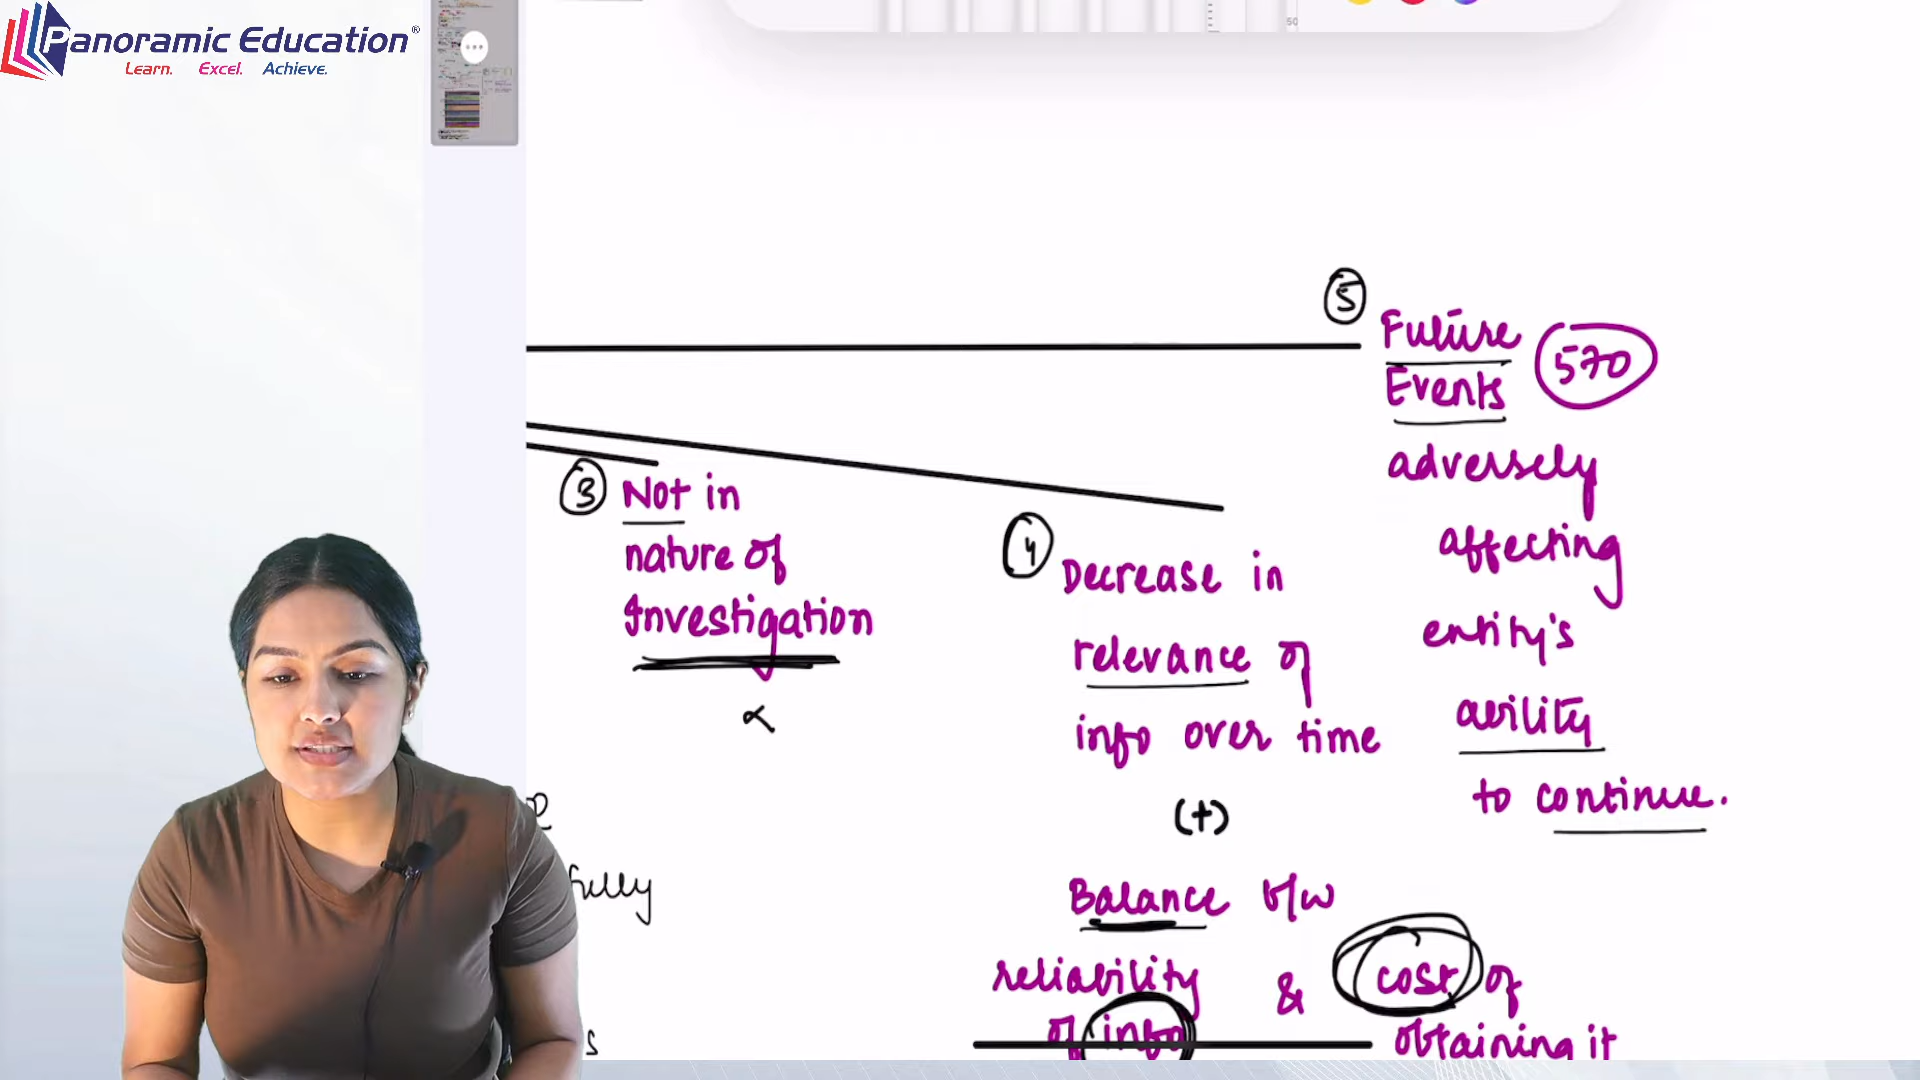 Panoramic Education®
Learn. Excel. Achieve.
50
5
Future
Events
570
adversely
affecting
entity's
ability
to continue.
3 Not in
nature of
Investigation
4
Decrease in
relevance of
info over time
(+)
Balance b/w
reliability & cost of
of info obtaining it
fully
s